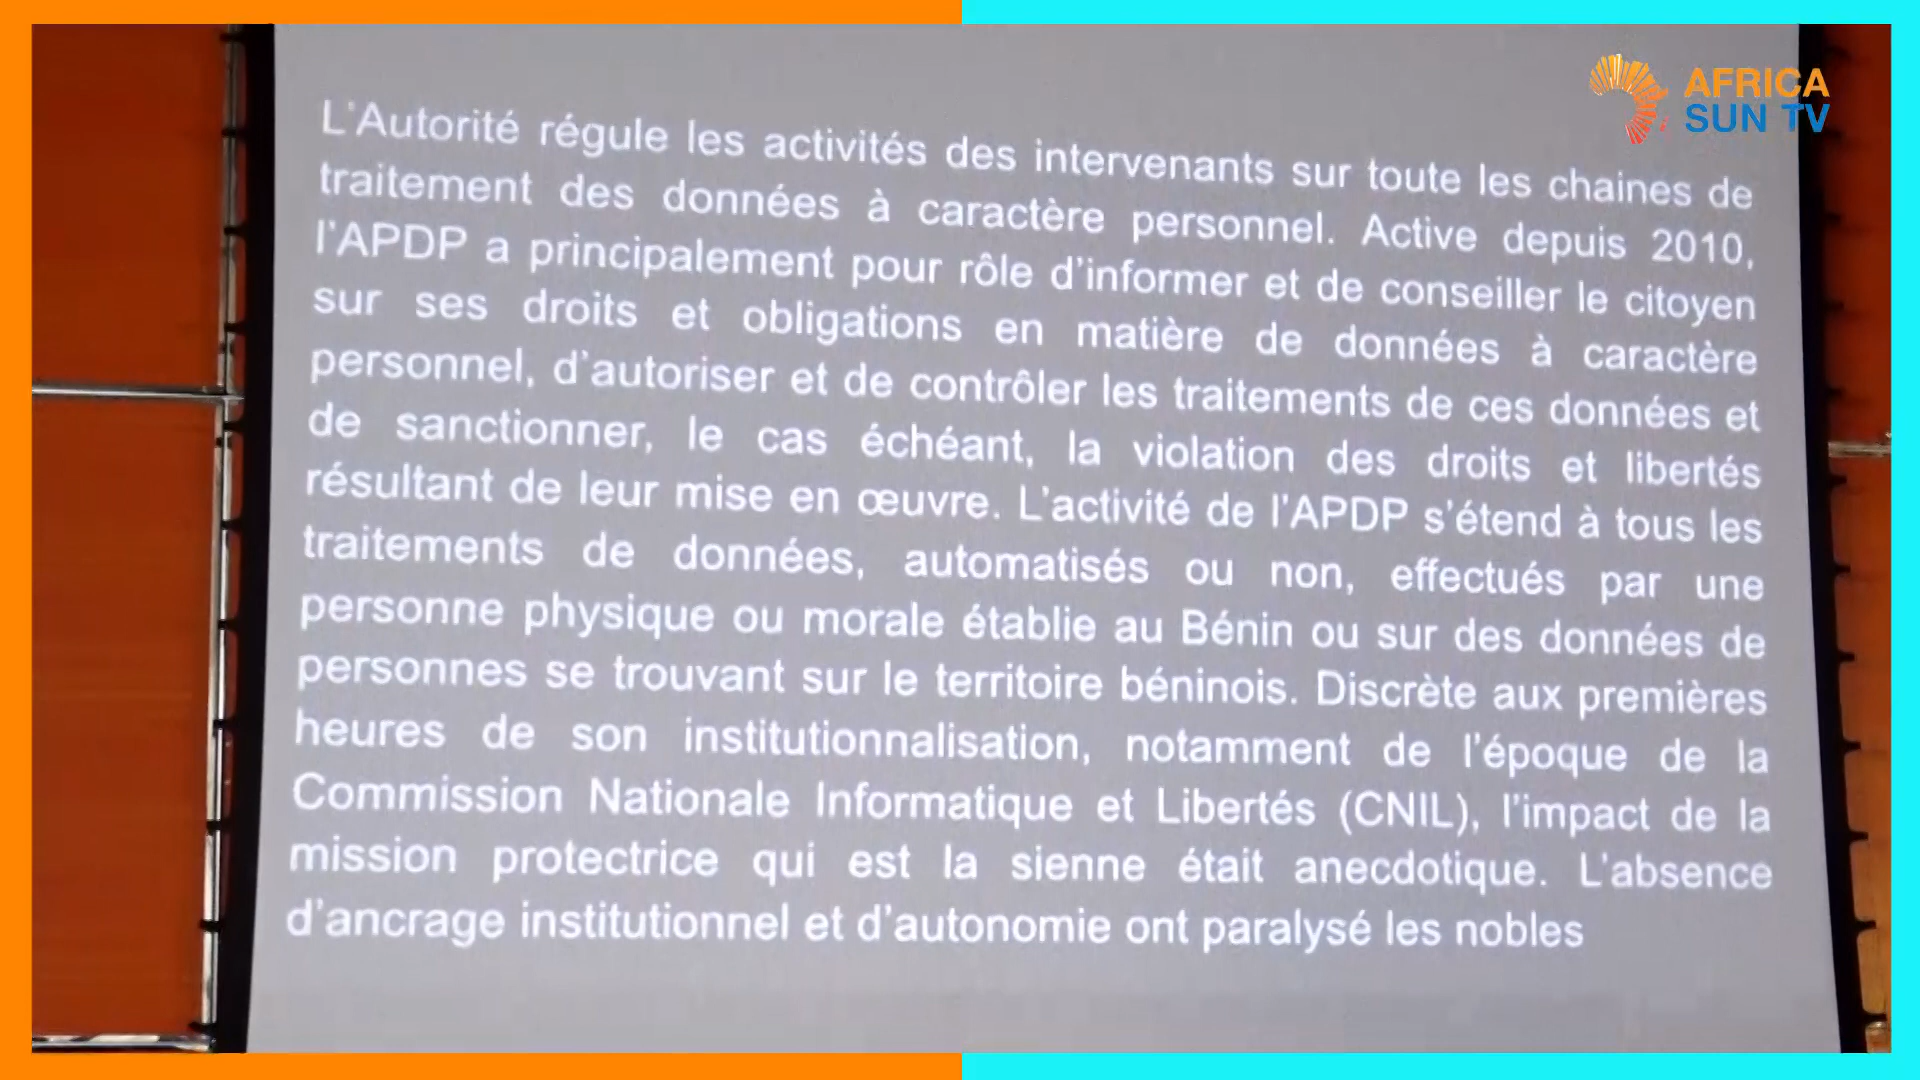 AFRICA
SUN TV
L'Autorité régule les activités des intervenants sur toute les chaines de
traitement des données à caractère personnel. Active depuis 2010,
l'APDP a principalement pour rôle d'informer et de conseiller le citoyen
sur ses droits et obligations en matière de données à caractère
personnel, d'autoriser et de contrôler les traitements de ces données et
de sanctionner, le cas échéant, la violation des droits et libertés
résultant de leur mise en œuvre. L'activité de l'APDP s'étend à tous les
traitements de données, automatisés ou non, effectués par une
personne physique ou morale établie au Bénin ou sur des données de
personnes se trouvant sur le territoire béninois. Discrète aux premières
heures de son institutionnalisation, notamment de l'époque de la
Commission Nationale Informatique et Libertés (CNIL), l'impact de la
mission protectrice qui est la sienne était anecdotique. L'absence
d'ancrage institutionnel et d'autonomie ont paralysé les nobles